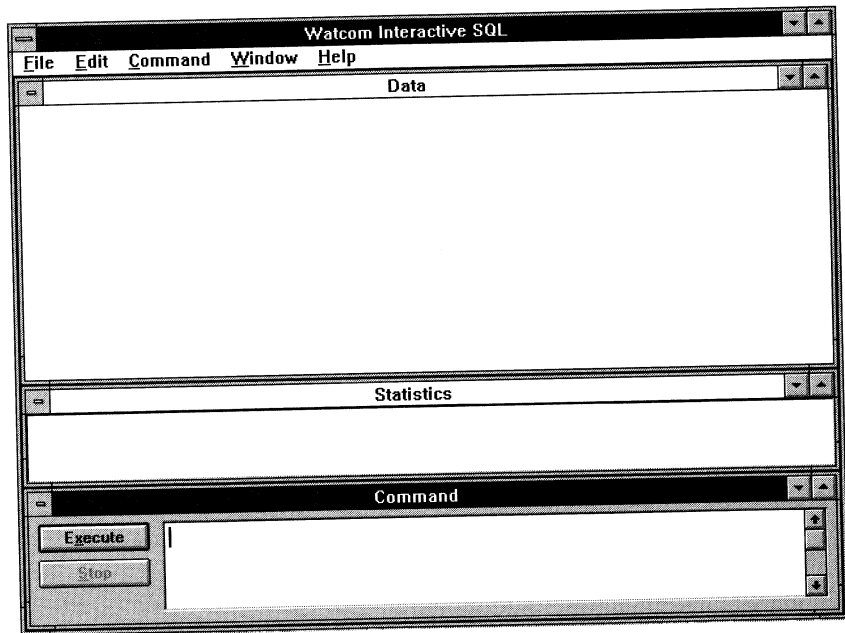 Watcom Interactive SQL
File Edit Command Window Help
Data
Statistics
Command
Execute
Stop